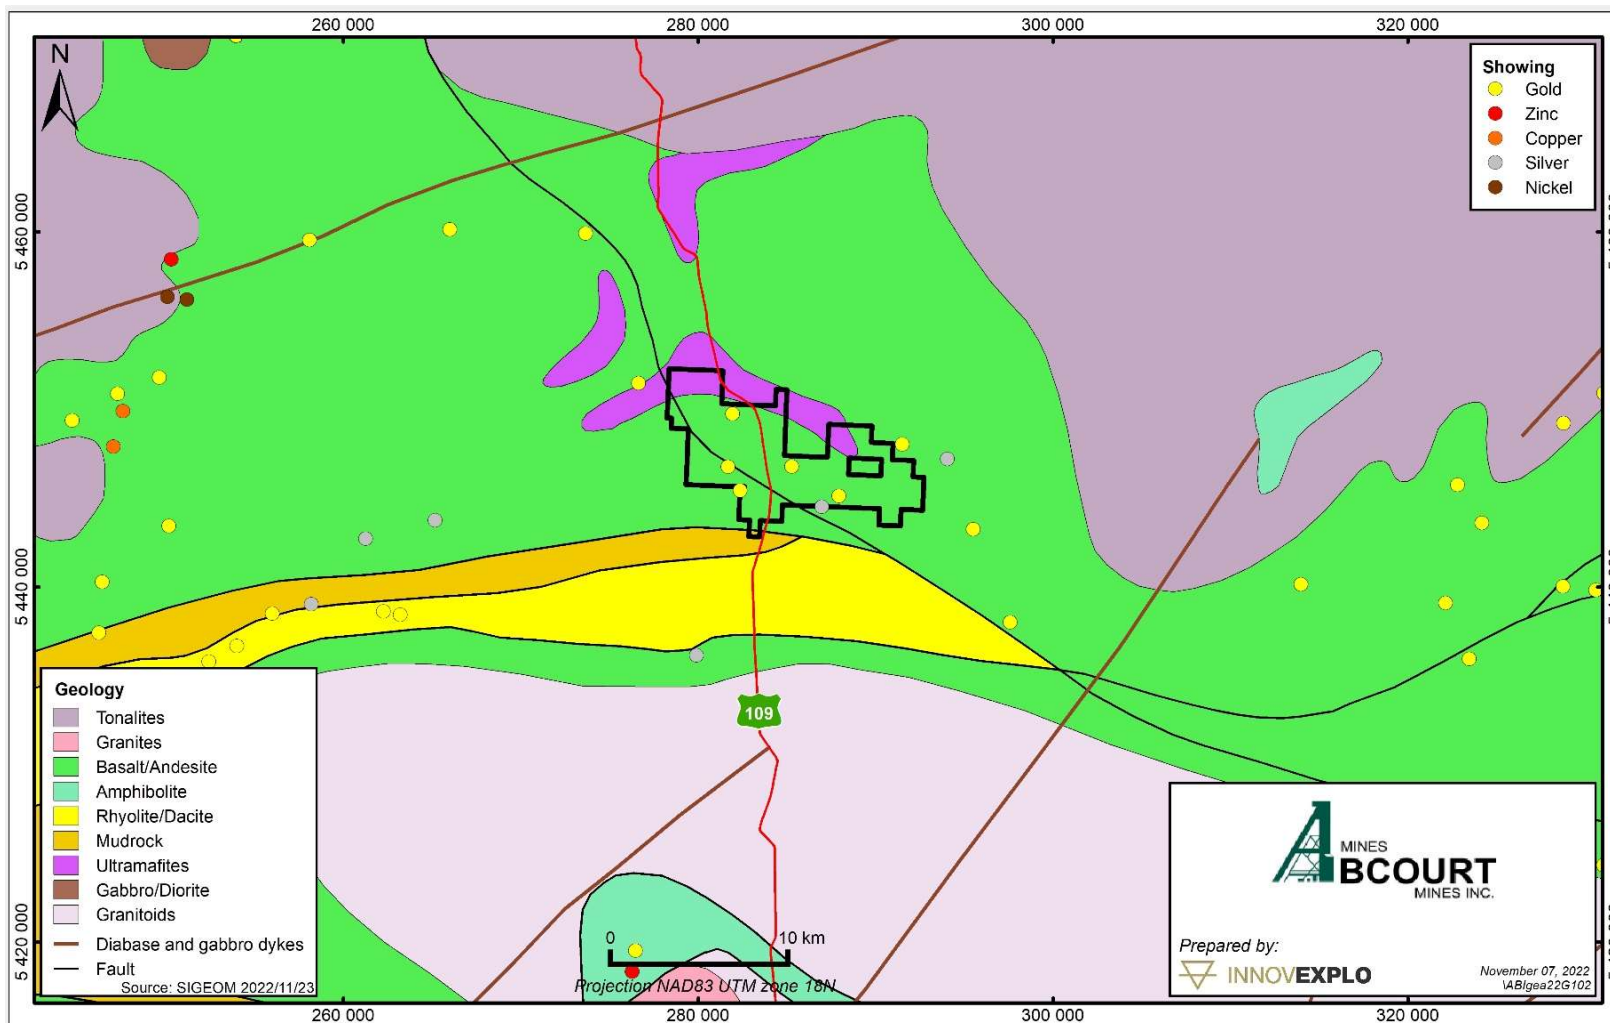 260 000
280 000
300 000
320 000
N
Showing
Gold
Zinc
Copper
Silver
Nickel
5 460 000
5 440 000
5 420 000
109
Geology
Tonalites
Granites
Basalt/Andesite
Amphibolite
Rhyolite/Dacite
Mudrock
Ultramafites
Gabbro/Diorite
Granitoids
Diabase and gabbro dykes
Fault
Source: SIGEOM 2022/11/23
0 10 km
Projection NAD83 UTM zone 18N
MINES
ABCOURT
MINES INC.
Prepared by:
INNOVEXPLO
November 07, 2022
\ABIgea22G102
260 000
280 000
300 000
320 000